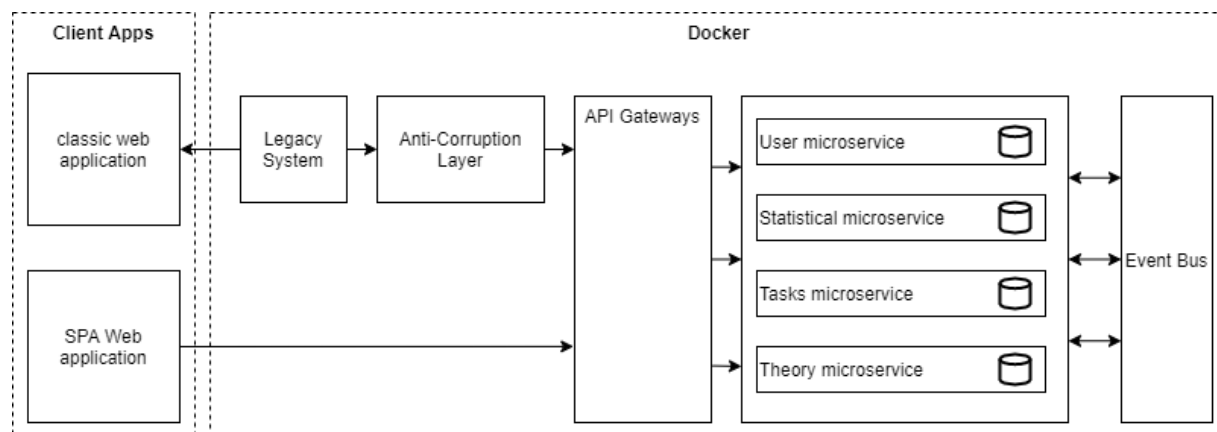 Client Apps
Docker
classic web
application
Legacy
System
Anti-Corruption
Layer
API Gateways
User microservice
Statistical microservice
Tasks microservice
Theory microservice
Event Bus
SPA Web
application